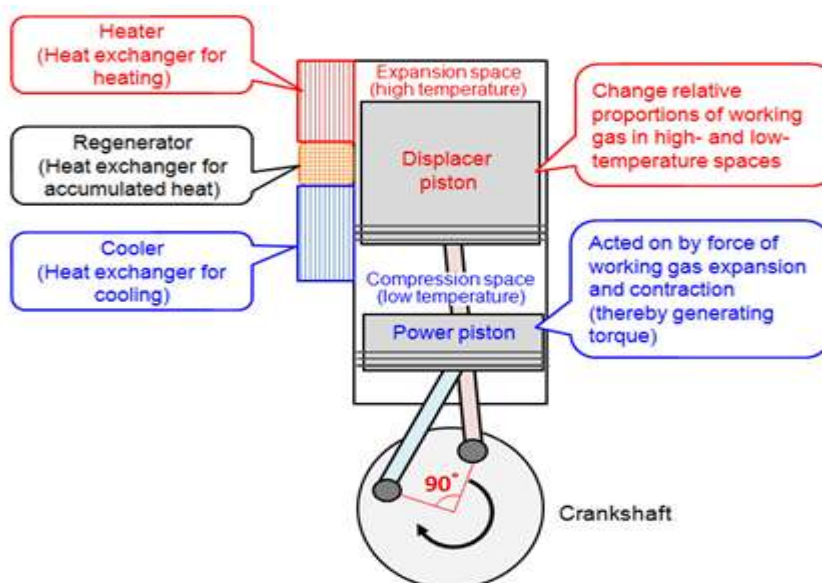 Heater
(Heat exchanger for
heating)
Regenerator
(Heat exchanger for
accumulated heat)
Cooler
(Heat exchanger for
cooling)
Expansion space
(high temperature)
Displacer
piston
Compression space
(low temperature)
Power piston
Change relative
proportions of working
gas in high- and low-
temperature spaces
Acted on by force of
working gas expansion
and contraction
(thereby generating
torque)
90°
Crankshaft